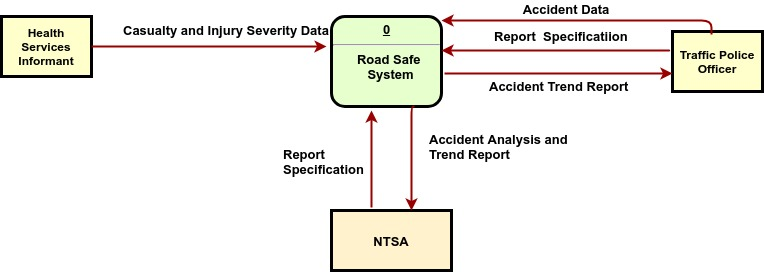 Health
Services
Informant
Casualty and Injury Severity Data
0
Road Safe
System
Accident Data
Report Specificatiion
Accident Trend Report
Traffic Police
Officer
Report
Specification
Accident Analysis and
Trend Report
NTSA